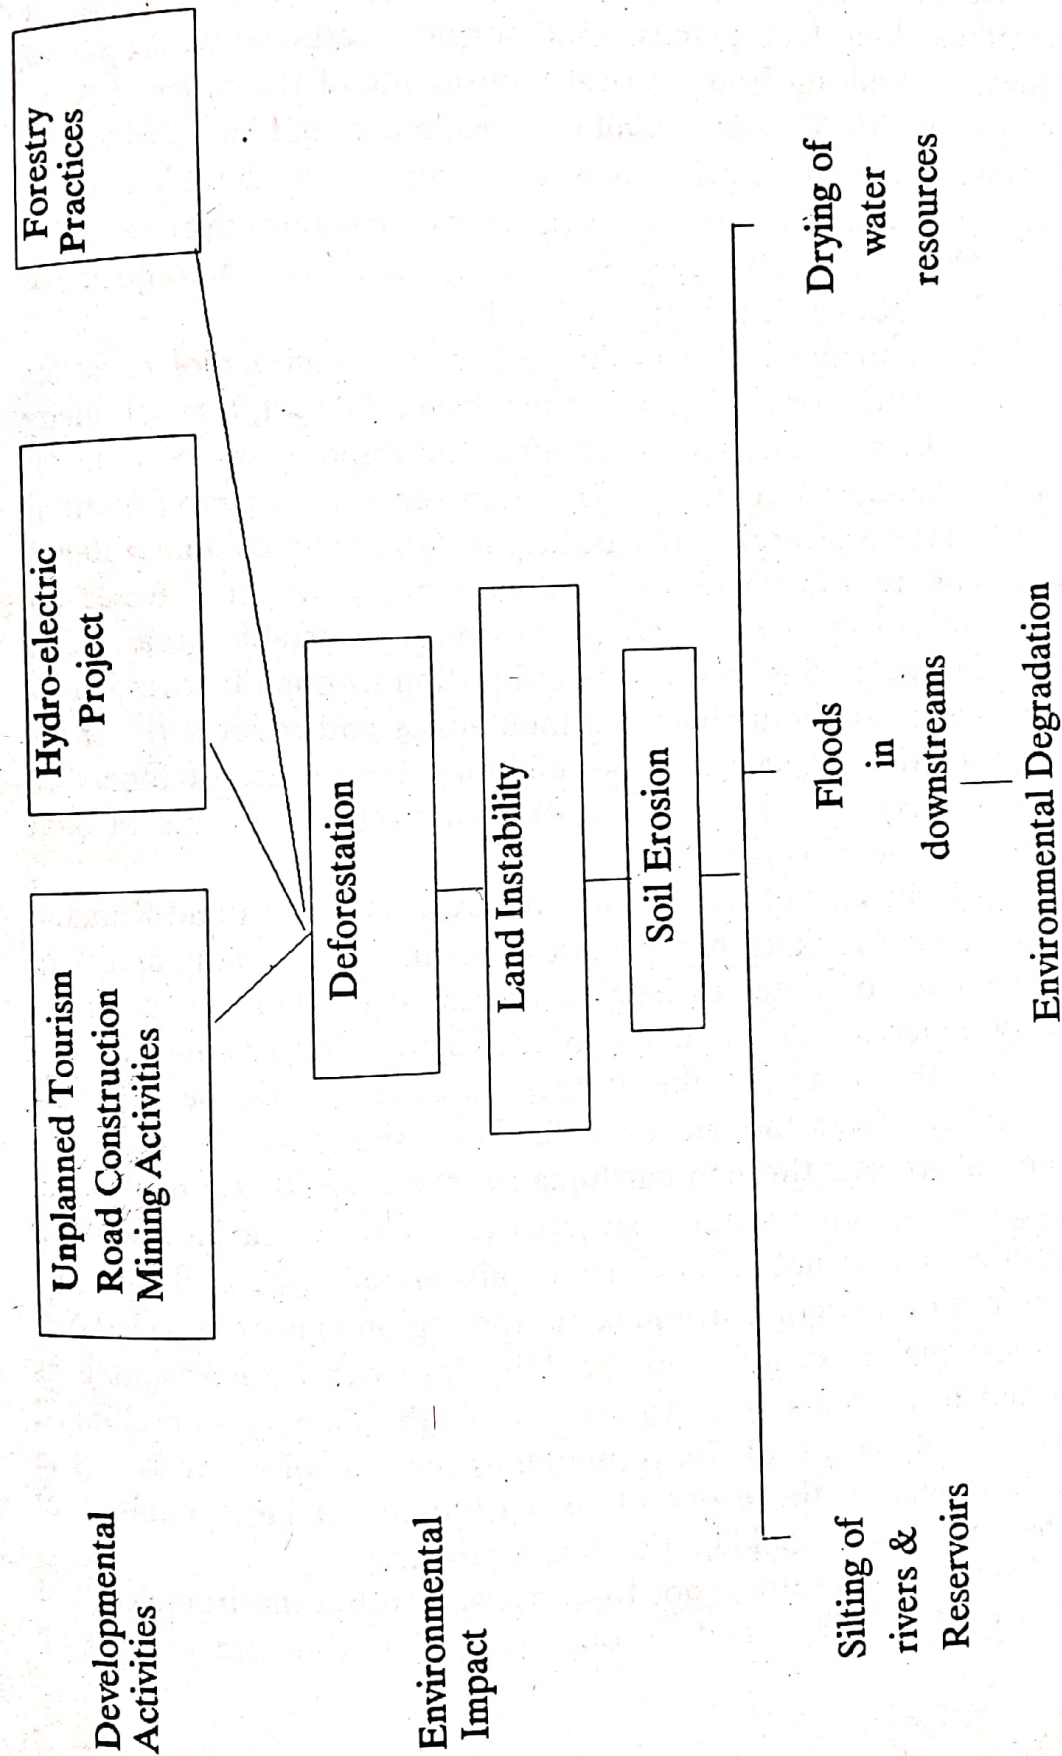 Developmental
Activities
Unplanned Tourism
Road Construction
Mining Activities
Hydro-electric
Project
Forestry
Practices
Environmental
Impact
Deforestation
Land Instability
Soil Erosion
Silting of
rivers &
Reservoirs
Floods
in
downstreams
Drying of
water
resources
Environmental Degradation